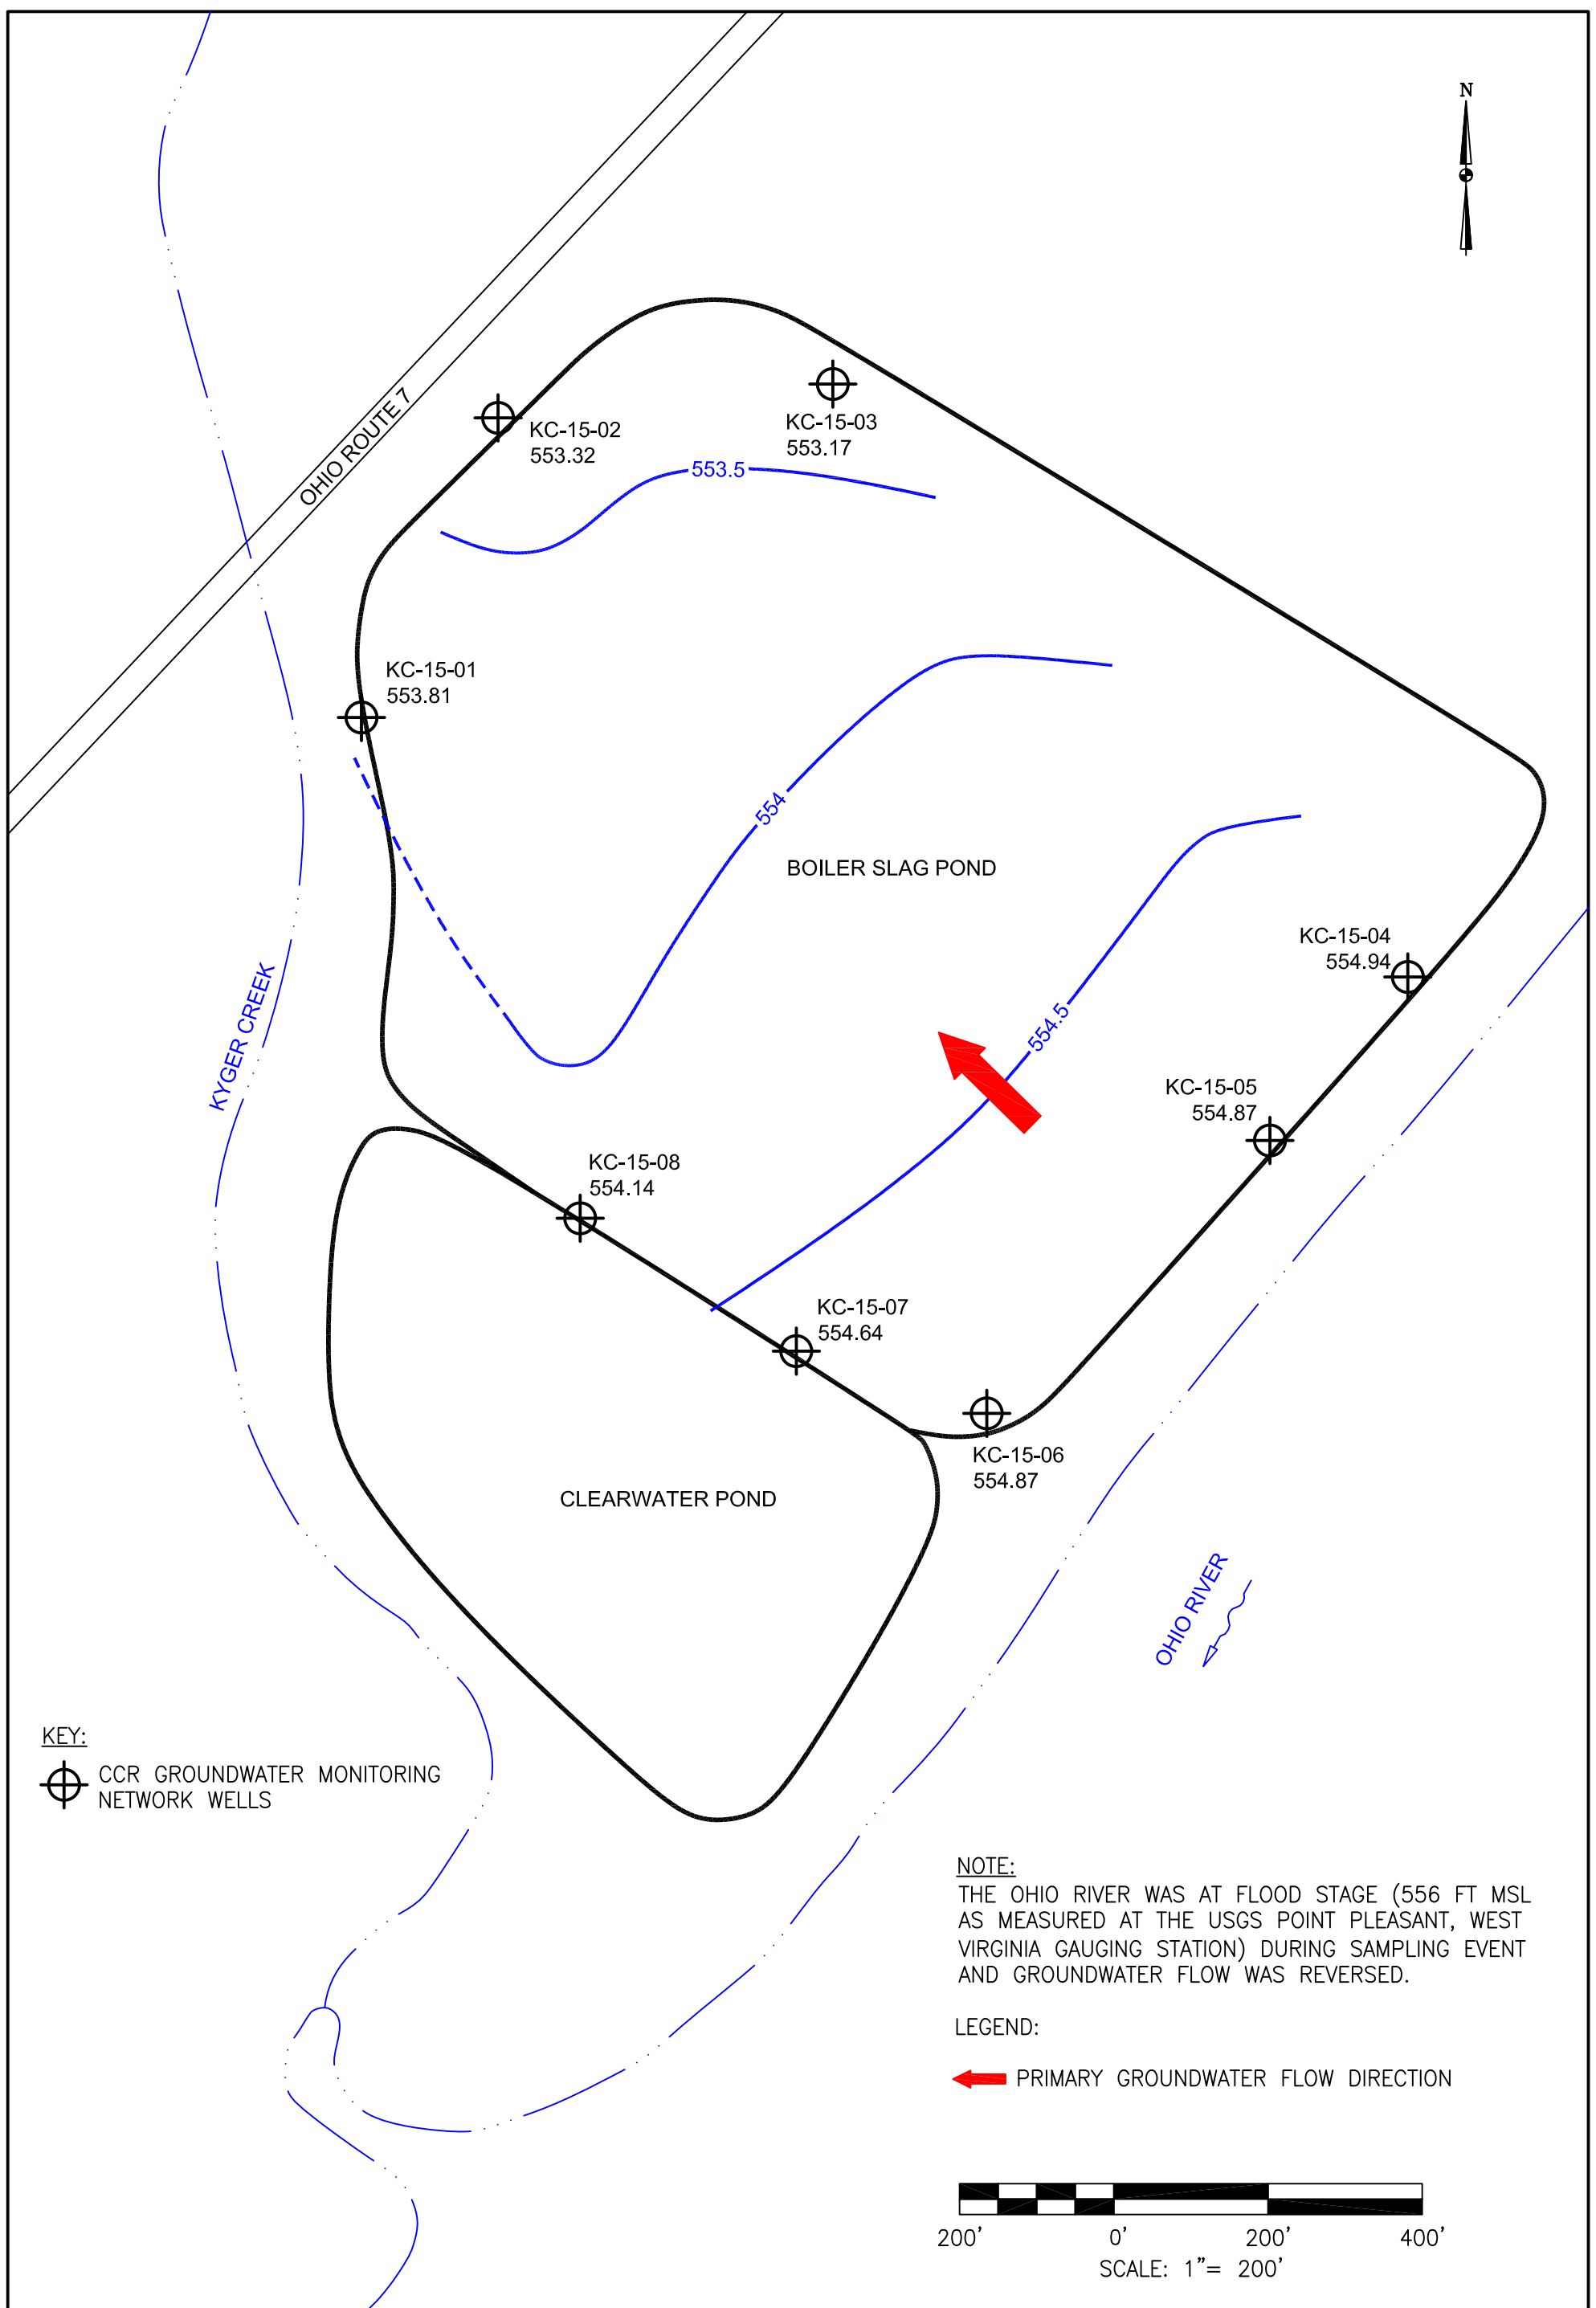 N
OHIO ROUTE 7
KC-15-02
553.32
KC-15-03
553.17
553.5
KC-15-01
553.81
554
BOILER SLAG POND
KC-15-04
554.94
KYGER CREEK
554.5
KC-15-05
554.87
KC-15-08
554.14
KC-15-07
554.64
KC-15-06
554.87
CLEARWATER POND
OHIO RIVER
KEY:
CCR GROUNDWATER MONITORING
NETWORK WELLS
NOTE:
THE OHIO RIVER WAS AT FLOOD STAGE (556 FT MSL
AS MEASURED AT THE USGS POINT PLEASANT, WEST
VIRGINIA GAUGING STATION) DURING SAMPLING EVENT
AND GROUNDWATER FLOW WAS REVERSED.
LEGEND:
PRIMARY GROUNDWATER FLOW DIRECTION
200' 0' 200' 400'
SCALE: 1"= 200'